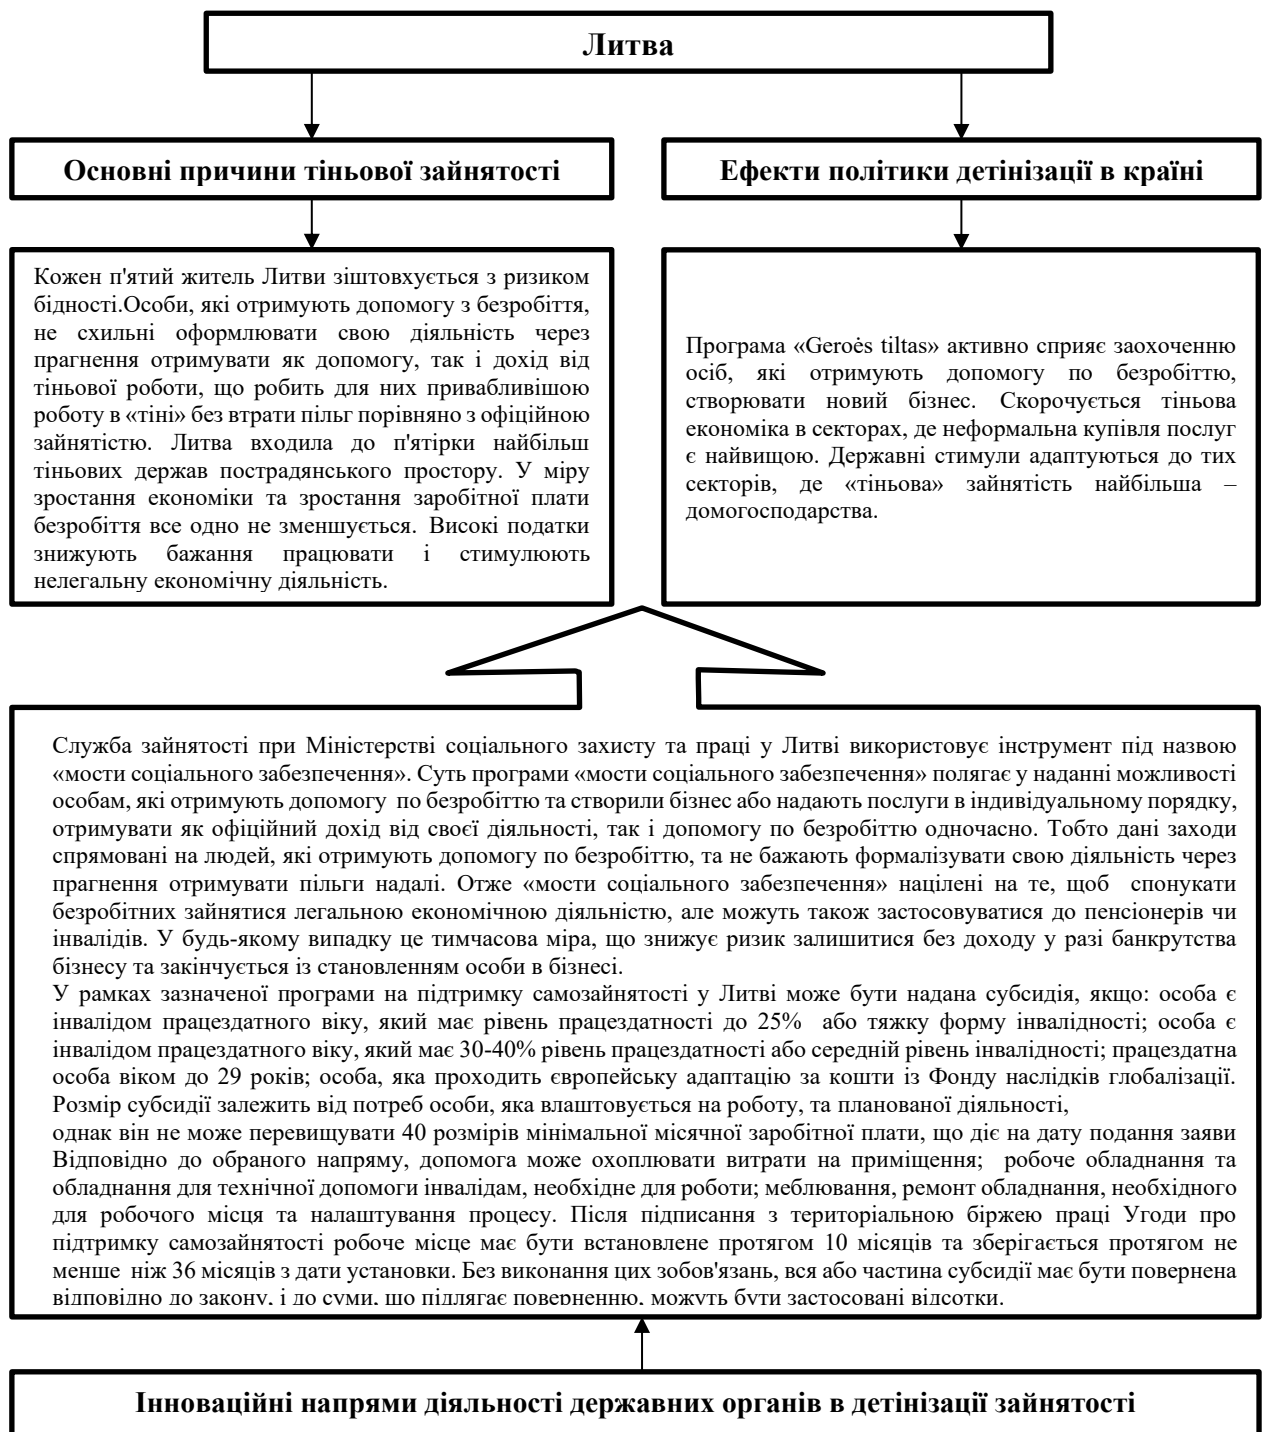 Литва
Основні причини тіньової зайнятості
Ефекти політики детінізації в країні
Кожен п'ятий житель Литви зіштовхується з ризиком
бідності.Особи, які отримують допомогу з безробіття,
не схильні оформлювати свою діяльність через
прагнення отримувати як допомогу, так і дохід від
тіньової роботи, що робить для них привабливішою
роботу в «тіні» без втрати пільг порівняно з офіційною
зайнятістю. Литва входила до п'ятірки найбільш
тіньових держав пострадянського простору. У міру
зростання економіки та зростання заробітної плати
безробіття все одно не зменшується. Високі податки
знижують бажання працювати і стимулюють
нелегальну економічну діяльність.
Програма «Geroės tiltas» активно сприяє заохоченню
осіб, які отримують допомогу по безробіттю,
створювати новий бізнес. Скорочується тіньова
економіка в секторах, де неформальна купівля послуг
є найвищою. Державні стимули адаптуються до тих
секторів, де «тіньова» зайнятість найбільша –
домогосподарства.
Служба зайнятості при Міністерстві соціального захисту та праці у Литві використовує інструмент під назвою
«мости соціального забезпечення». Суть програми «мости соціального забезпечення» полягає у наданні можливості
особам, які отримують допомогу по безробіттю та створили бізнес або надають послуги в індивідуальному порядку,
отримувати як офіційний дохід від своєї діяльності, так і допомогу по безробіттю одночасно. Тобто дані заходи
спрямовані на людей, які отримують допомогу по безробіттю, та не бажають формалізувати свою діяльність через
прагнення отримувати пільги надалі. Отже «мости соціального забезпечення» націлені на те, щоб спонукати
безробітних зайнятися легальною економічною діяльністю, але можуть також застосовуватися до пенсіонерів чи
інвалідів. У будь-якому випадку це тимчасова міра, що знижує ризик залишитися без доходу у разі банкрутства
бізнесу та закінчується із становленням особи в бізнесі.
У рамках зазначеної програми на підтримку самозайнятості у Литві може бути надана субсидія, якщо: особа є
інвалідом працездатного віку, який має рівень працездатності до 25% або тяжку форму інвалідності; особа є
інвалідом працездатного віку, який має 30-40% рівень працездатності або середній рівень інвалідності; працездатна
особа віком до 29 років; особа, яка проходить європейську адаптацію за кошти із Фонду наслідків глобалізації.
Розмір субсидії залежить від потреб особи, яка влаштовується на роботу, та планованої діяльності,
однак він не може перевищувати 40 розмірів мінімальної місячної заробітної плати, що діє на дату подання заяви
Відповідно до обраного напряму, допомога може охоплювати витрати на приміщення; робоче обладнання та
обладнання для технічної допомоги інвалідам, необхідне для роботи; меблювання, ремонт обладнання, необхідного
для робочого місця та налаштування процесу. Після підписання з територіальною біржею праці Угоди про
підтримку самозайнятості робоче місце має бути встановлене протягом 10 місяців та зберігається протягом не
менше ніж 36 місяців з дати установки. Без виконання цих зобов'язань, вся або частина субсидії має бути повернена
відповідно до закону, і до суми, що підлягає поверненню, можуть бути застосовані відсотки.
Інноваційні напрями діяльності державних органів в детінізації зайнятості